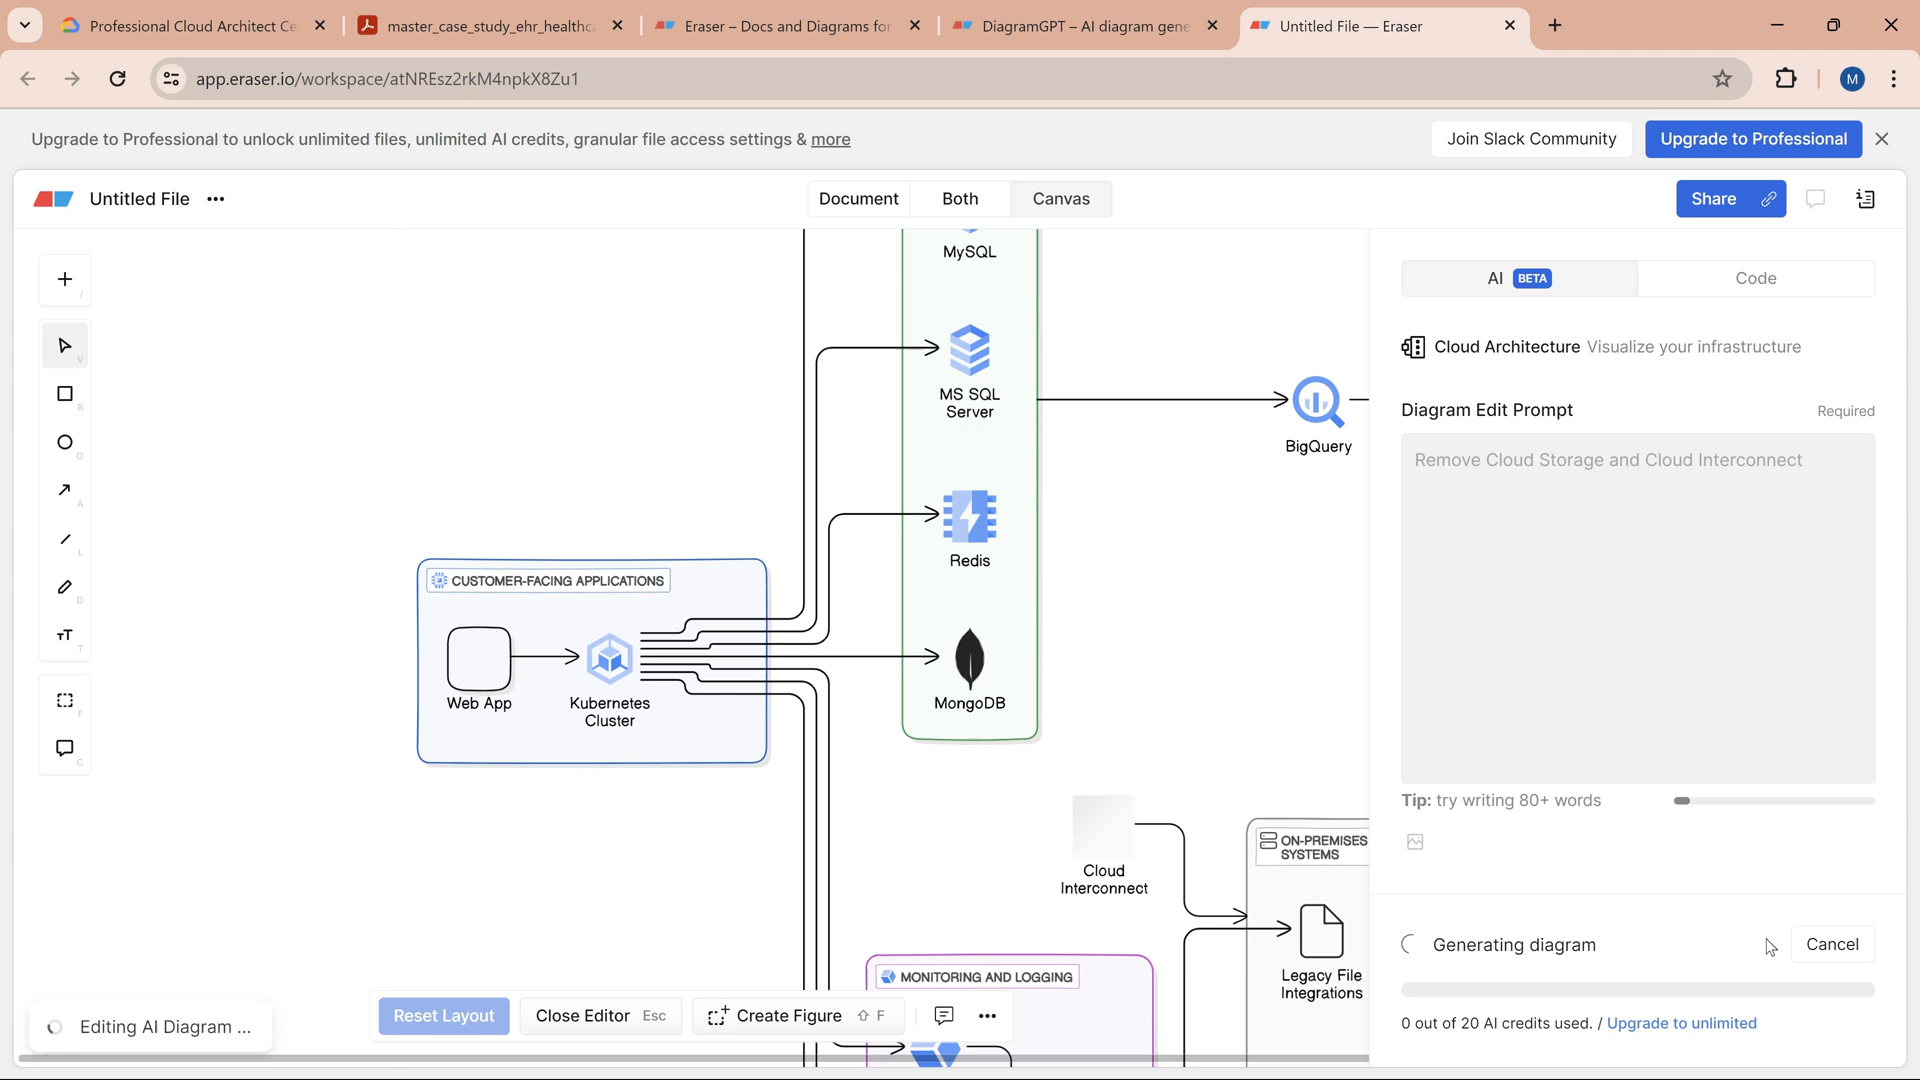 Professional Cloud Architect Ce
master_case_study_ehr_healthca
Eraser – Docs and Diagrams for
DiagramGPT – AI diagram gene
Untitled File — Eraser
app.eraser.io/workspace/atNREsz2rkM4npkX8Zu1
M
Upgrade to Professional to unlock unlimited files, unlimited AI credits, granular file access settings & more
Join Slack Community
Upgrade to Professional
Untitled File
Document
Both
Canvas
Share
/
V
R
O
A
L
D
T
F
C
MySQL
MS SQL
Server
BigQuery
Redis
CUSTOMER-FACING APPLICATIONS
Web App
Kubernetes
Cluster
MongoDB
Cloud
Interconnect
ON-PREMISES
SYSTEMS
Legacy File
Integrations
MONITORING AND LOGGING
Editing AI Diagram ...
Reset Layout
Close Editor Esc
Create Figure ⇧ F
AI BETA
Code
Cloud Architecture Visualize your infrastructure
Diagram Edit Prompt
Required
Remove Cloud Storage and Cloud Interconnect
Tip: try writing 80+ words
Generating diagram
Cancel
0 out of 20 AI credits used. / Upgrade to unlimited